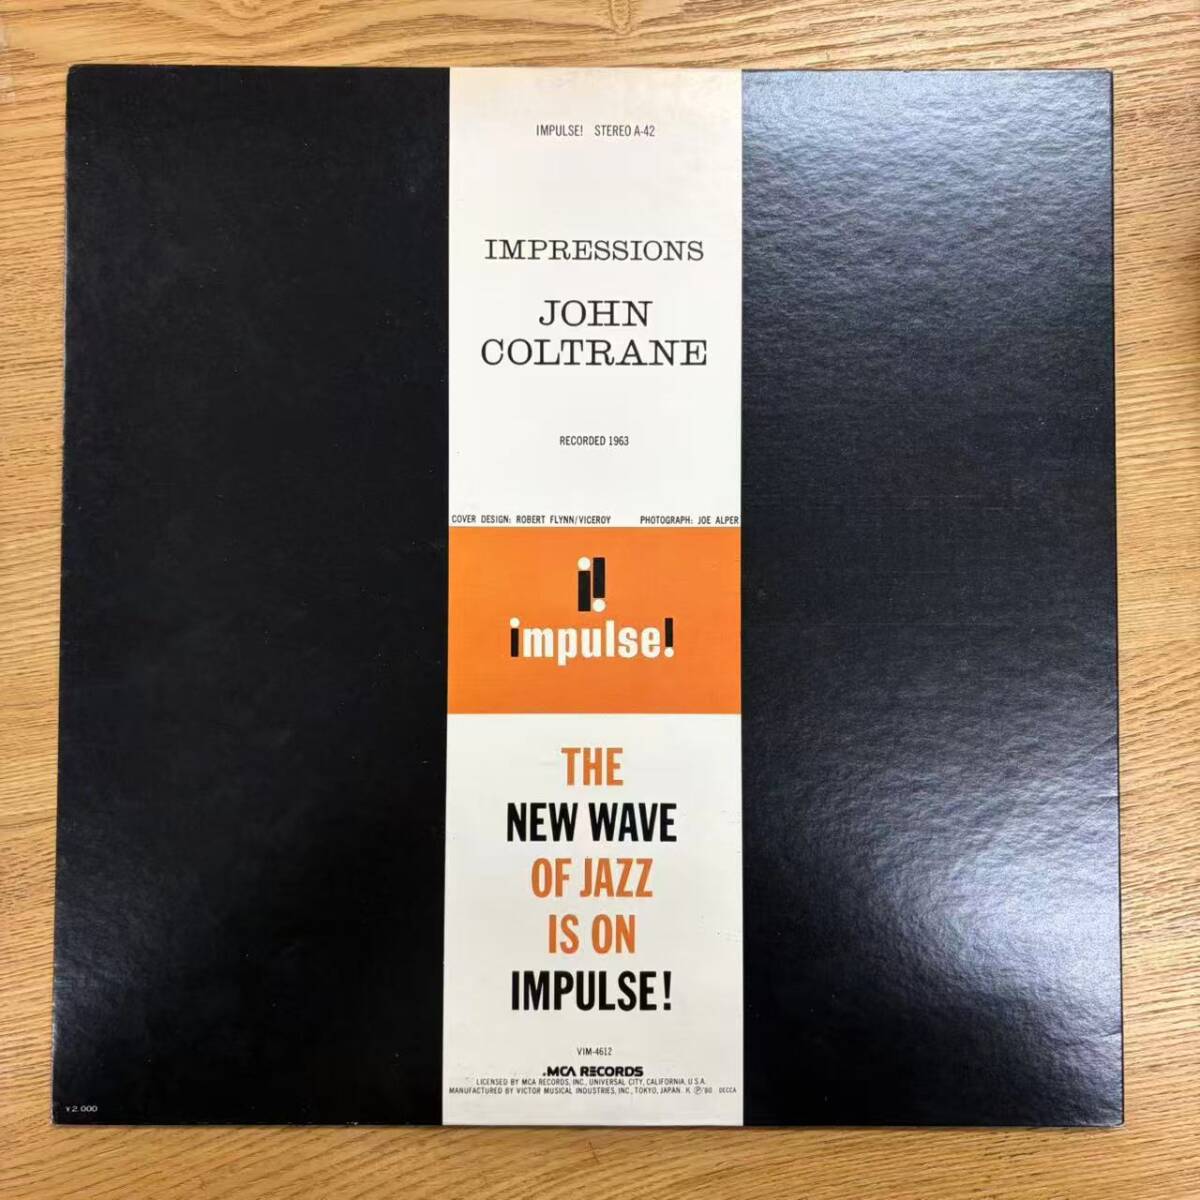 IMPULSE! STEREO A-42
IMPRESSIONS
JOHN
COLTRANE
RECORDED 1963
COVER DESIGN: ROBERT FLYNN/VICEROY PHOTOGRAPH: JOE ALPER
i!
impulse!
THE
NEW WAVE
OF JAZZ
IS ON
IMPULSE!
VIM-4612
MCA RECORDS
LICENSED BY MCA RECORDS, INC., UNIVERSAL CITY, CALIFORNIA, U.S.A.
MANUFACTURED BY VICTOR MUSICAL INDUSTRIES, INC., TOKYO, JAPAN. K Ⓟ'80 DECCA
¥2,000